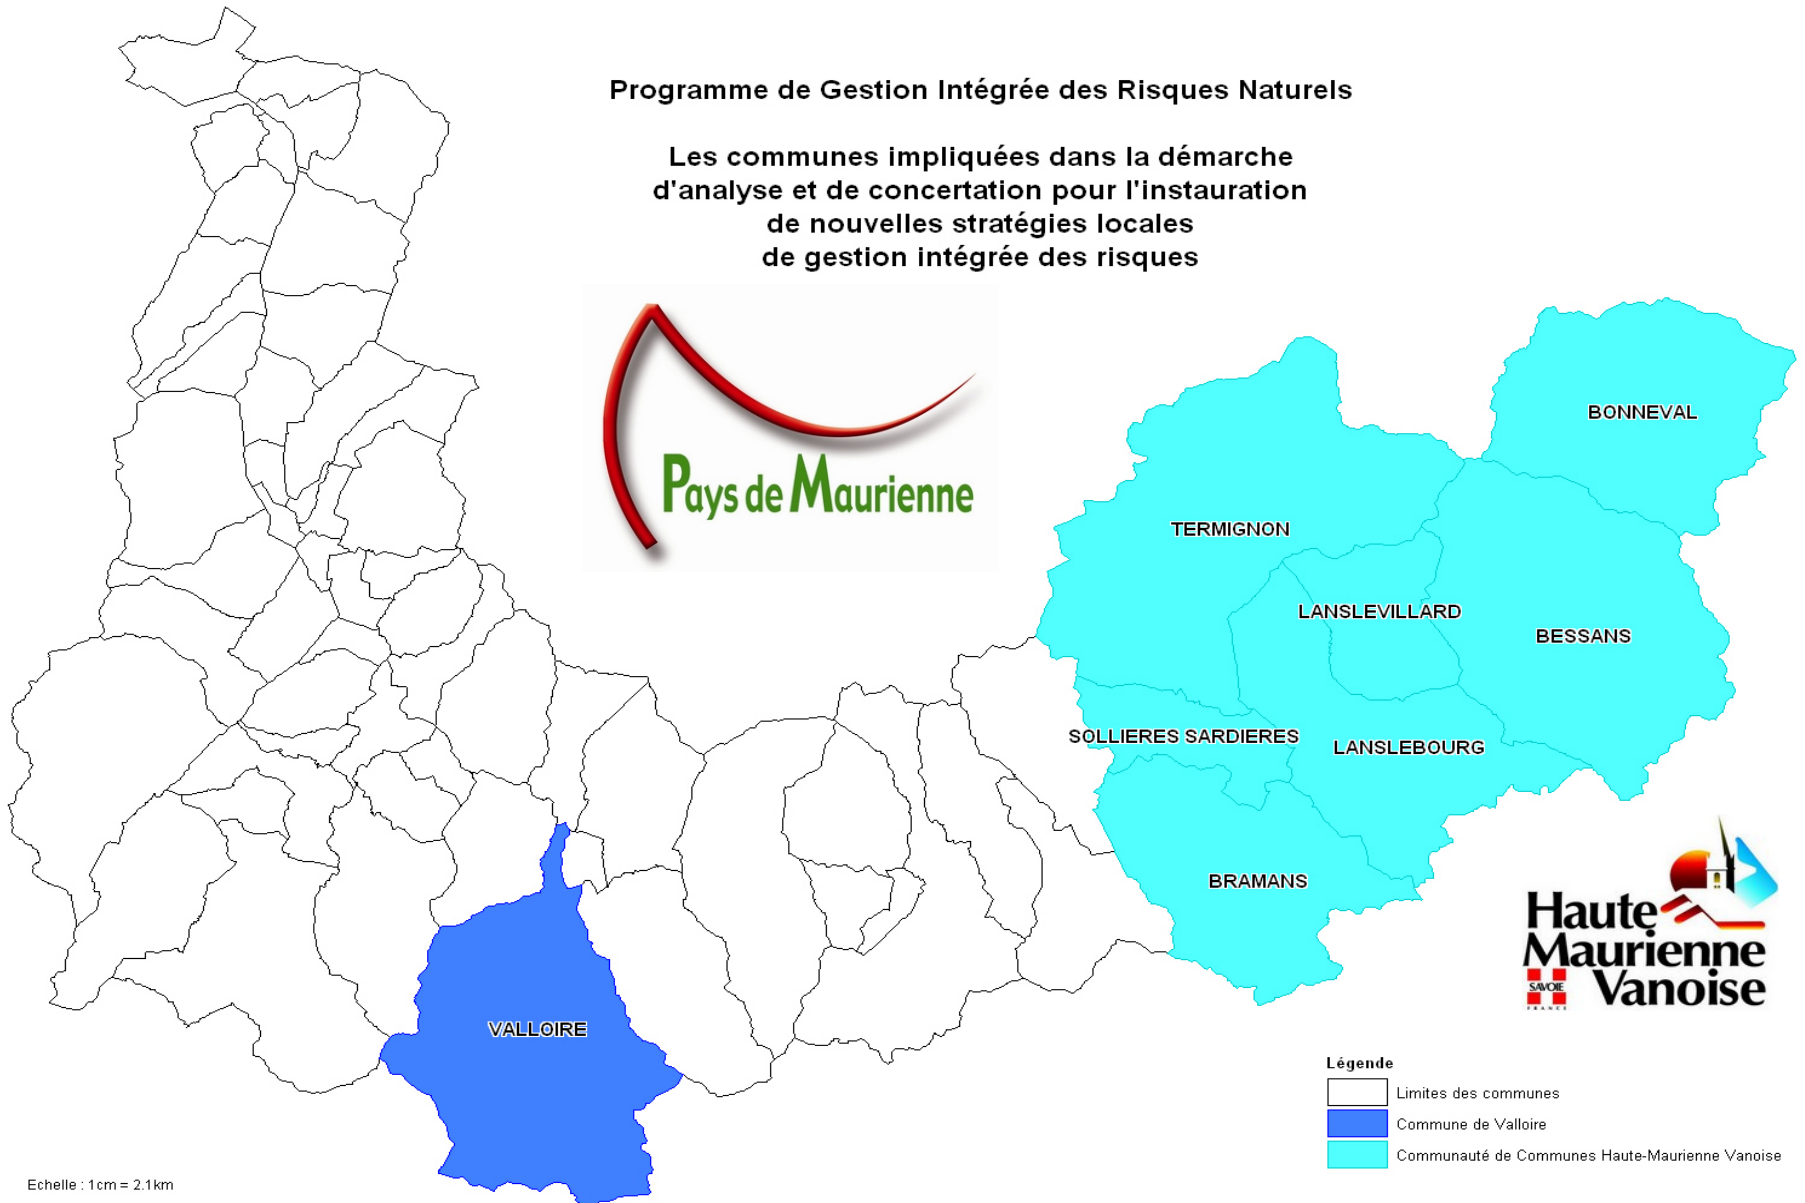 Programme de Gestion Intégrée des Risques Naturels
Les communes impliquées dans la démarche
d'analyse et de concertation pour l'instauration
de nouvelles stratégies locales
de gestion intégrée des risques
Pays de Maurienne
BONNEVAL
TERMIGNON
LANSLEVILLARD
BESSANS
SOLLIERES SARDIERES
LANSLEBOURG
BRAMANS
VALLOIRE
Haute
Maurienne
Vanoise
SAVOIE
FRANCE
Légende
Limites des communes
Commune de Valloire
Communauté de Communes Haute-Maurienne Vanoise
Echelle : 1cm = 2.1km